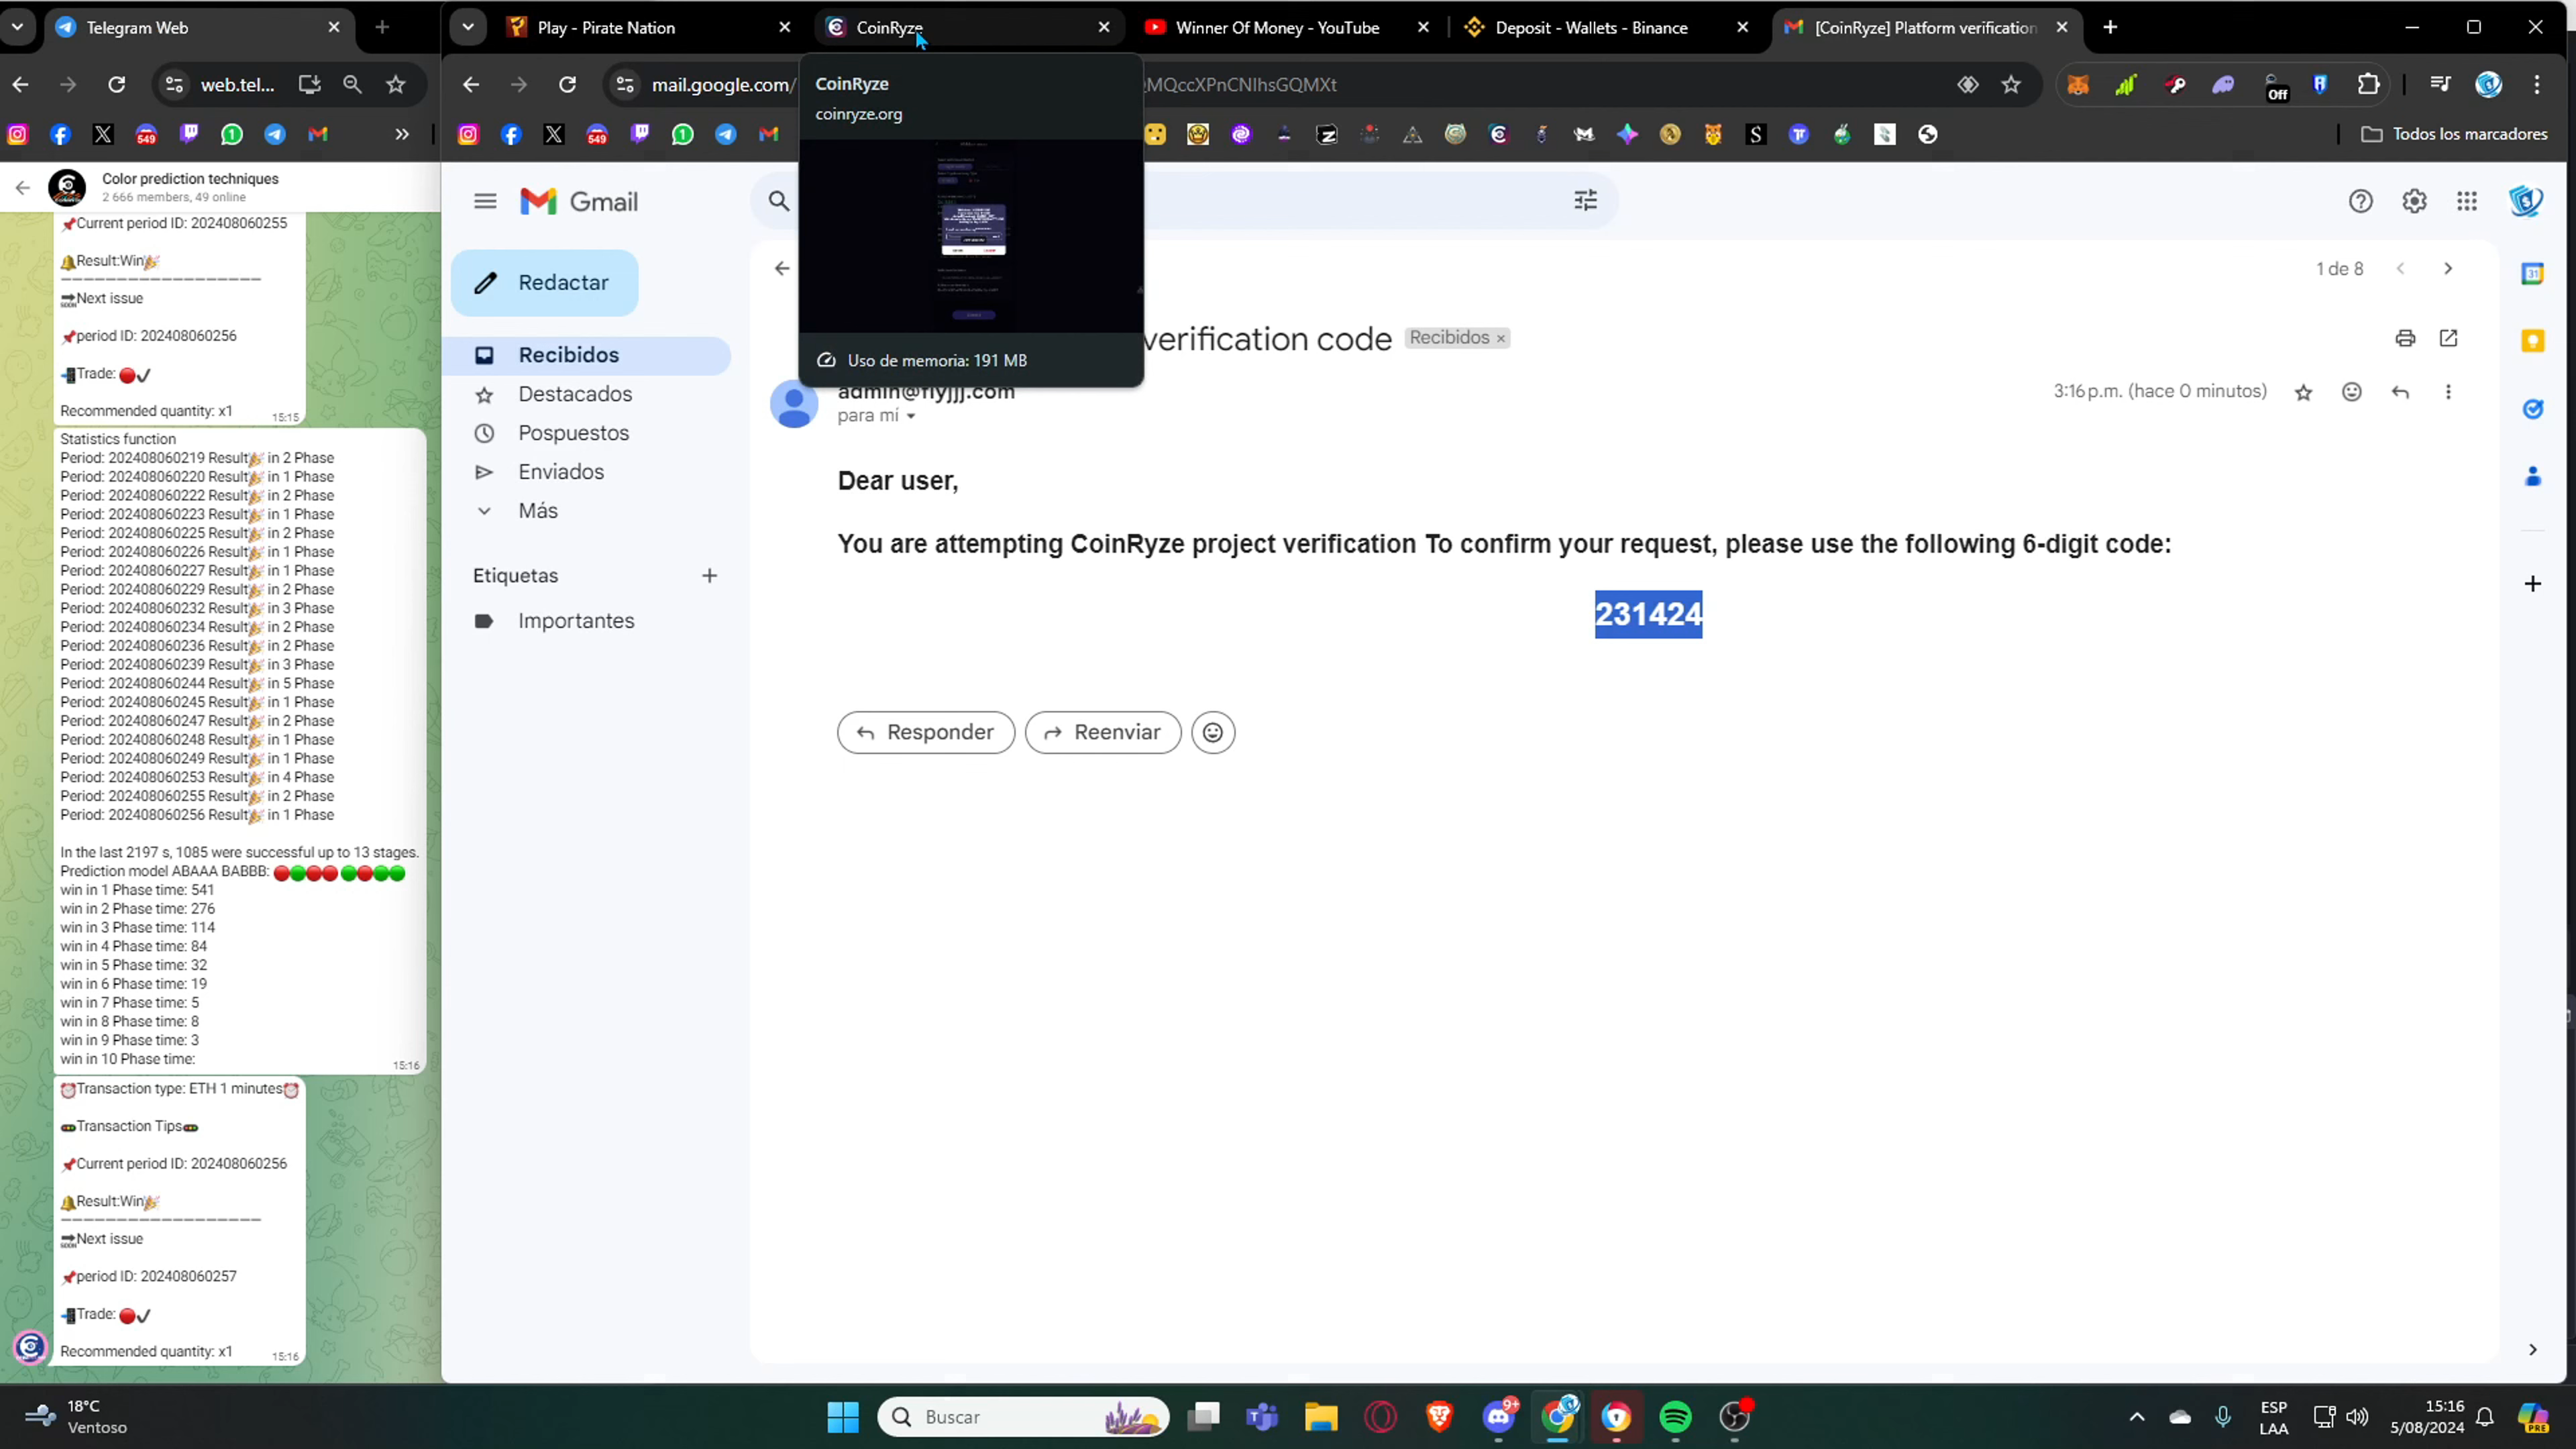 Telegram Web
Play - Pirate Nation
CoinRyze
Winner Of Money - YouTube
Deposit - Wallets - Binance
[CoinRyze] Platform verification
web.tel...
mail.google.com/
MQccXPnCNIhsGQMXt
Off
549
549
Todos los marcadores
CoinRyze
coinryze.org
Uso de memoria: 191 MB
Color prediction techniques
2 666 members, 49 online
📌Current period ID: 202408060255
🔔Result:Win🎉
--------------------
🔜Next issue
📌period ID: 202408060256
📲Trade: 🔴✔
Recommended quantity: x1
15:15
Statistics function
Period: 202408060219 Result🎉 in 2 Phase
Period: 202408060220 Result🎉 in 1 Phase
Period: 202408060222 Result🎉 in 2 Phase
Period: 202408060223 Result🎉 in 1 Phase
Period: 202408060225 Result🎉 in 2 Phase
Period: 202408060226 Result🎉 in 1 Phase
Period: 202408060227 Result🎉 in 1 Phase
Period: 202408060229 Result🎉 in 2 Phase
Period: 202408060232 Result🎉 in 3 Phase
Period: 202408060234 Result🎉 in 2 Phase
Period: 202408060236 Result🎉 in 2 Phase
Period: 202408060239 Result🎉 in 3 Phase
Period: 202408060244 Result🎉 in 5 Phase
Period: 202408060245 Result🎉 in 1 Phase
Period: 202408060247 Result🎉 in 2 Phase
Period: 202408060248 Result🎉 in 1 Phase
Period: 202408060249 Result🎉 in 1 Phase
Period: 202408060253 Result🎉 in 4 Phase
Period: 202408060255 Result🎉 in 2 Phase
Period: 202408060256 Result🎉 in 1 Phase
In the last 2197 s, 1085 were successful up to 13 stages.
Prediction model ABAAA BABBB: 🔴🟢🔴🔴🟢🔴🟢🟢
win in 1 Phase time: 541
win in 2 Phase time: 276
win in 3 Phase time: 114
win in 4 Phase time: 84
win in 5 Phase time: 32
win in 6 Phase time: 19
win in 7 Phase time: 5
win in 8 Phase time: 8
win in 9 Phase time: 3
win in 10 Phase time:
15:16
⏰Transaction type: ETH 1 minutes⏰
🚥Transaction Tips🚥
📌Current period ID: 202408060256
🔔Result:Win🎉
--------------------
🔜Next issue
📌period ID: 202408060257
📲Trade: 🔴✔
Recommended quantity: x1
15:16
Gmail
Redactar
Recibidos
Destacados
Pospuestos
Enviados
Más
Etiquetas
Importantes
1 de 8
verification code
Recibidos ×
admin@flyjjj.com
para mí
3:16 p.m. (hace 0 minutos)
Dear user,
You are attempting CoinRyze project verification To confirm your request, please use the following 6-digit code:
231424
Responder
Reenviar
18°C
Ventoso
Buscar
9+
ESP
LAA
15:16
5/08/2024
PRE